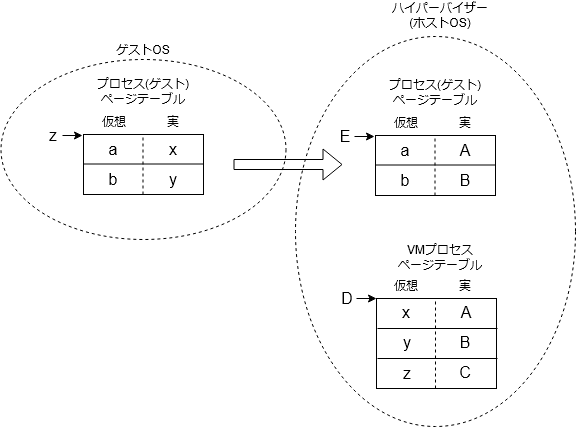 ゲストOS
プロセス(ゲスト)
ページテーブル
仮想 実
z
a x
b y
ハイパーバイザー
(ホストOS)
プロセス(ゲスト)
ページテーブル
仮想 実
E
a A
b B
VMプロセス
ページテーブル
仮想 実
D
x A
y B
z C